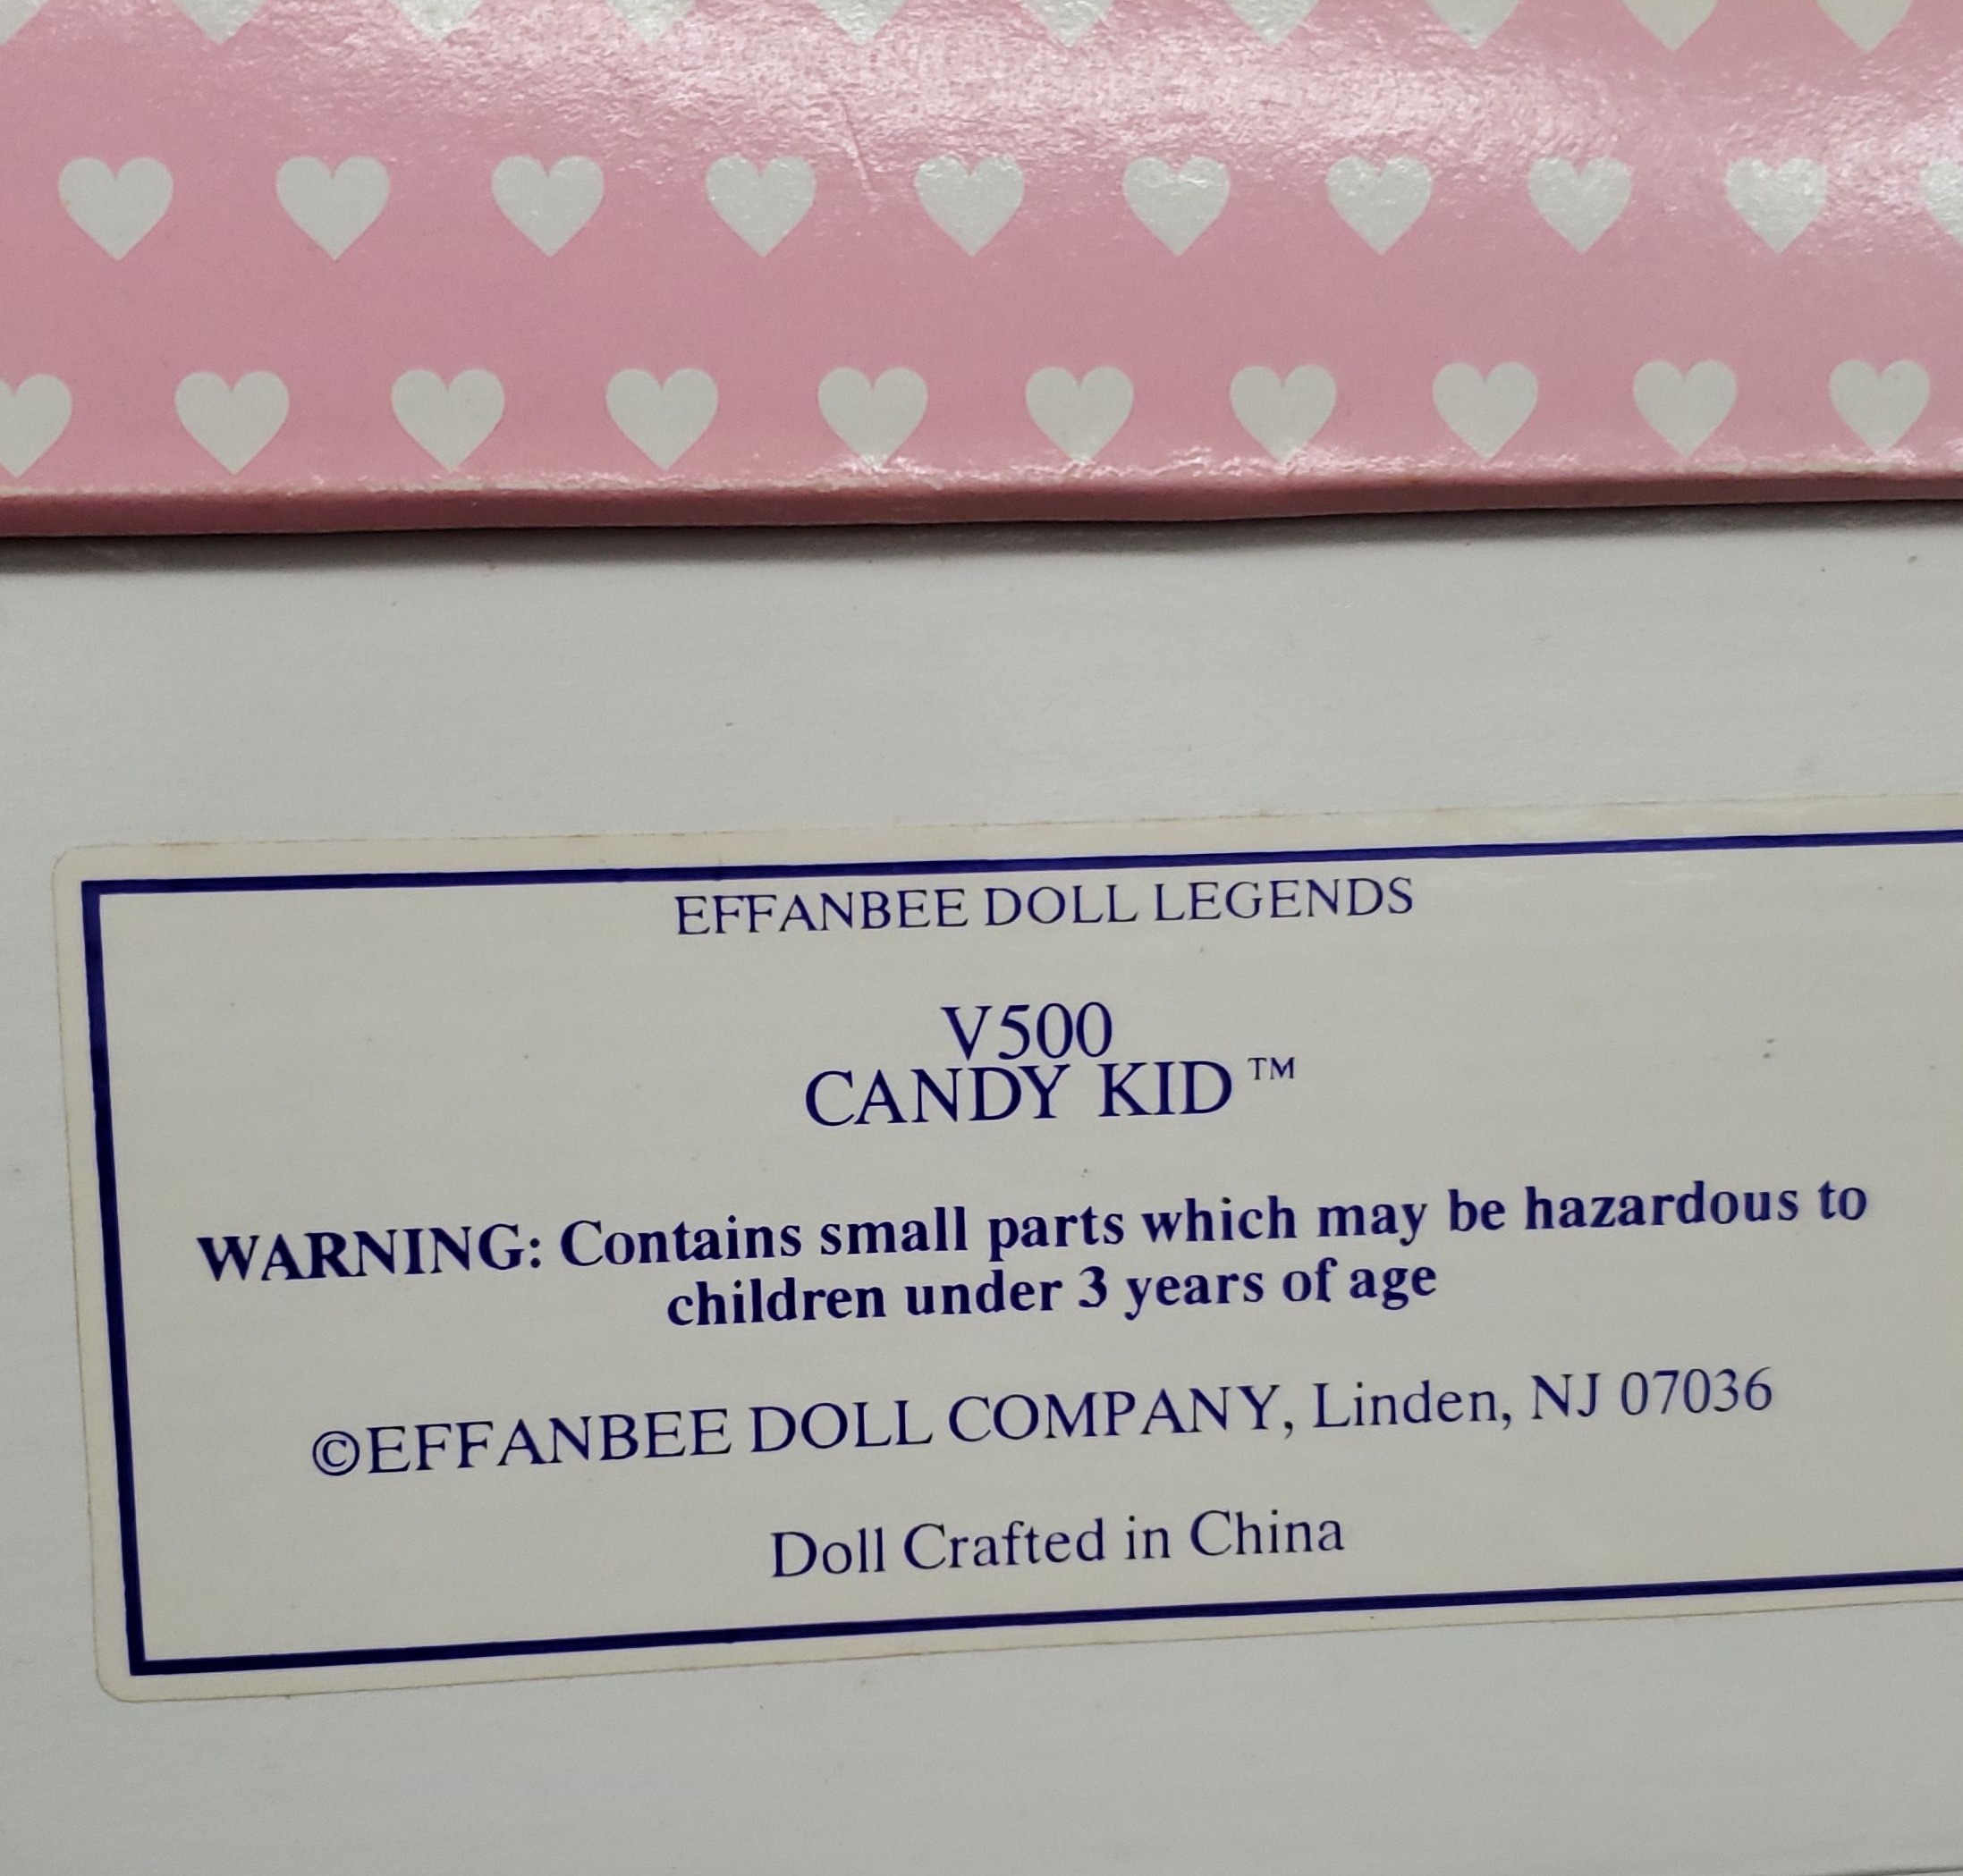 EFFANBEE DOLL LEGENDS
V500
CANDY KID™
WARNING: Contains small parts which may be hazardous to
children under 3 years of age
©EFFANBEE DOLL COMPANY, Linden, NJ 07036
Doll Crafted in China